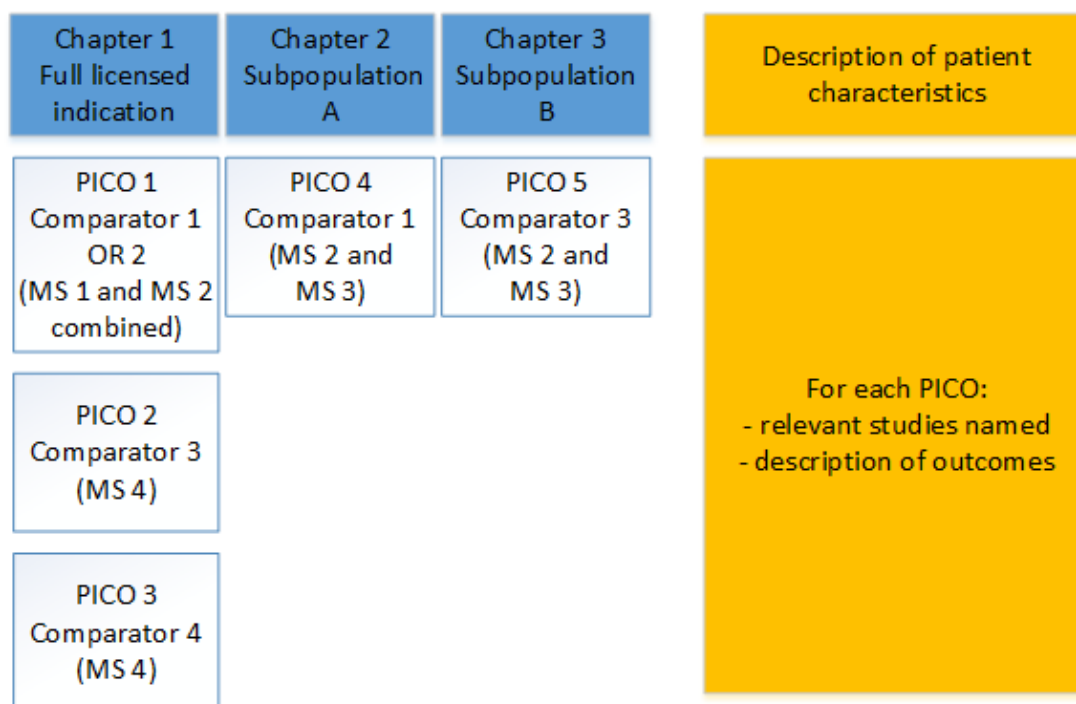 Chapter 1
Full licensed
indication
Chapter 2
Subpopulation
A
Chapter 3
Subpopulation
B
Description of patient
characteristics
PICO 1
Comparator 1
OR 2
(MS 1 and MS 2
combined)
PICO 4
Comparator 1
(MS 2 and
MS 3)
PICO 5
Comparator 3
(MS 2 and
MS 3)
PICO 2
Comparator 3
(MS 4)
PICO 3
Comparator 4
(MS 4)
For each PICO:
- relevant studies named
- description of outcomes